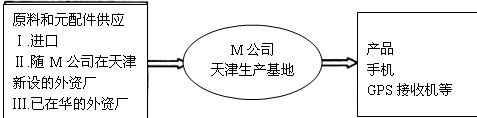 原料和元配件供应
Ⅰ.进口
Ⅱ.随 M 公司在天津
新设的外资厂
III.已在华的外资厂
M 公司
天津生产基地
产品
手机
GPS 接收机等